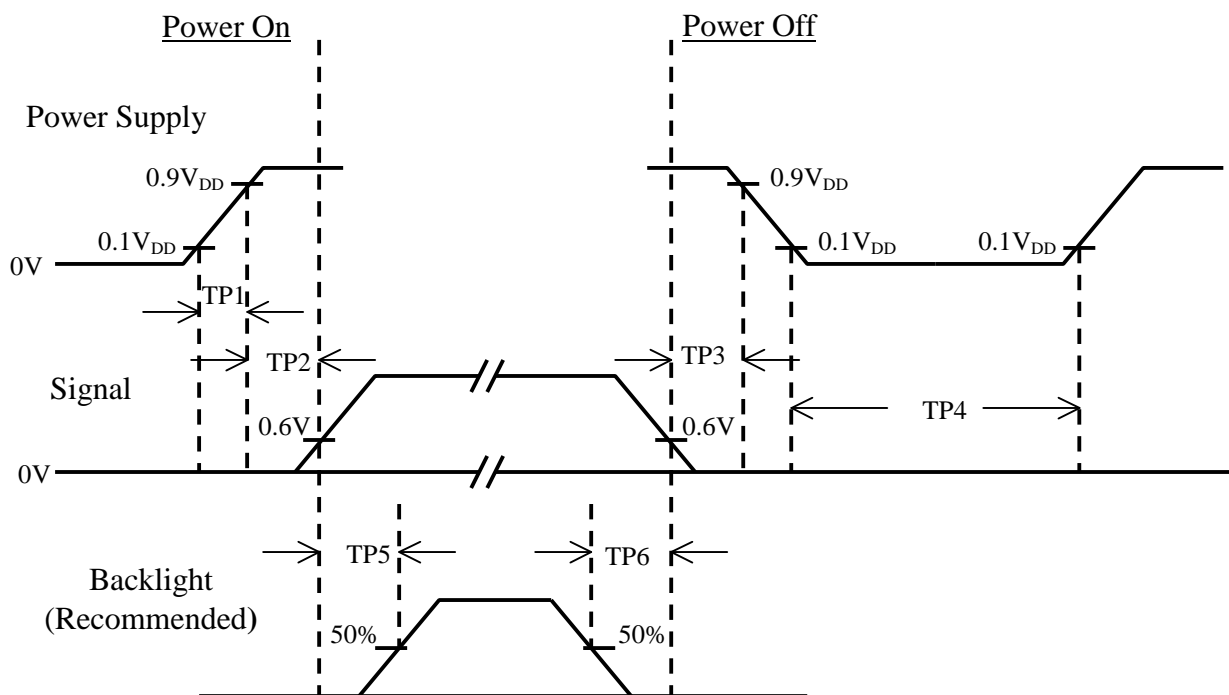 Power On
Power Off
Power Supply
0.9VDD
0.9VDD
0.1VDD
0.1VDD
0.1VDD
0V
TP1
TP2
TP3
Signal
TP4
0.6V
0.6V
0V
TP5
TP6
Backlight
(Recommended)
50%
50%